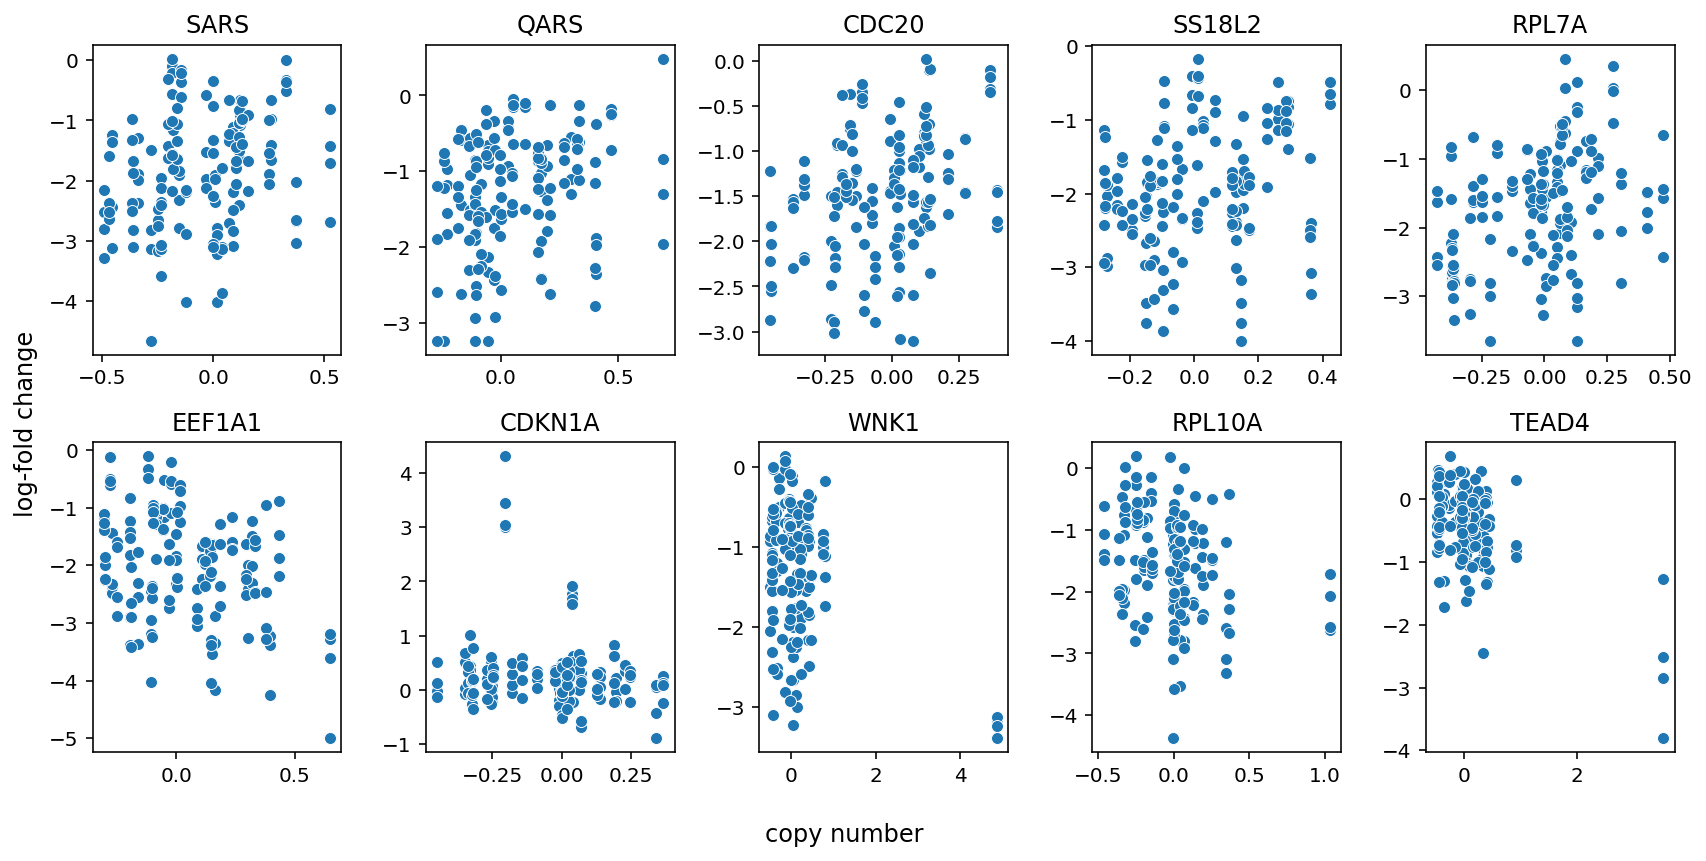 SARS QARS CDC20 SS18L2 RPL7A
0 0 0.0 0 0
−1 −1 −0.5 −1 −1
−2 −2 −1.0 −2 −2
−3 −3 −1.5 −3 −3
−4 −2.0 −4
−2.5
−3.0
−0.5 0.0 0.5 0.0 0.5 −0.25 0.00 0.25 −0.2 0.0 0.2 0.4 −0.25 0.00 0.25 0.50
log-fold change
EEF1A1 CDKN1A WNK1 RPL10A TEAD4
0 4 0 0 0
−1 3 −1 −1 −1
−2 2 −2 −2 −2
−3 1 −3 −3 −3
−4 0 −4 −4
−5 −1
0.0 0.5 −0.25 0.00 0.25 0 2 4 −0.5 0.0 0.5 1.0 0 2
copy number